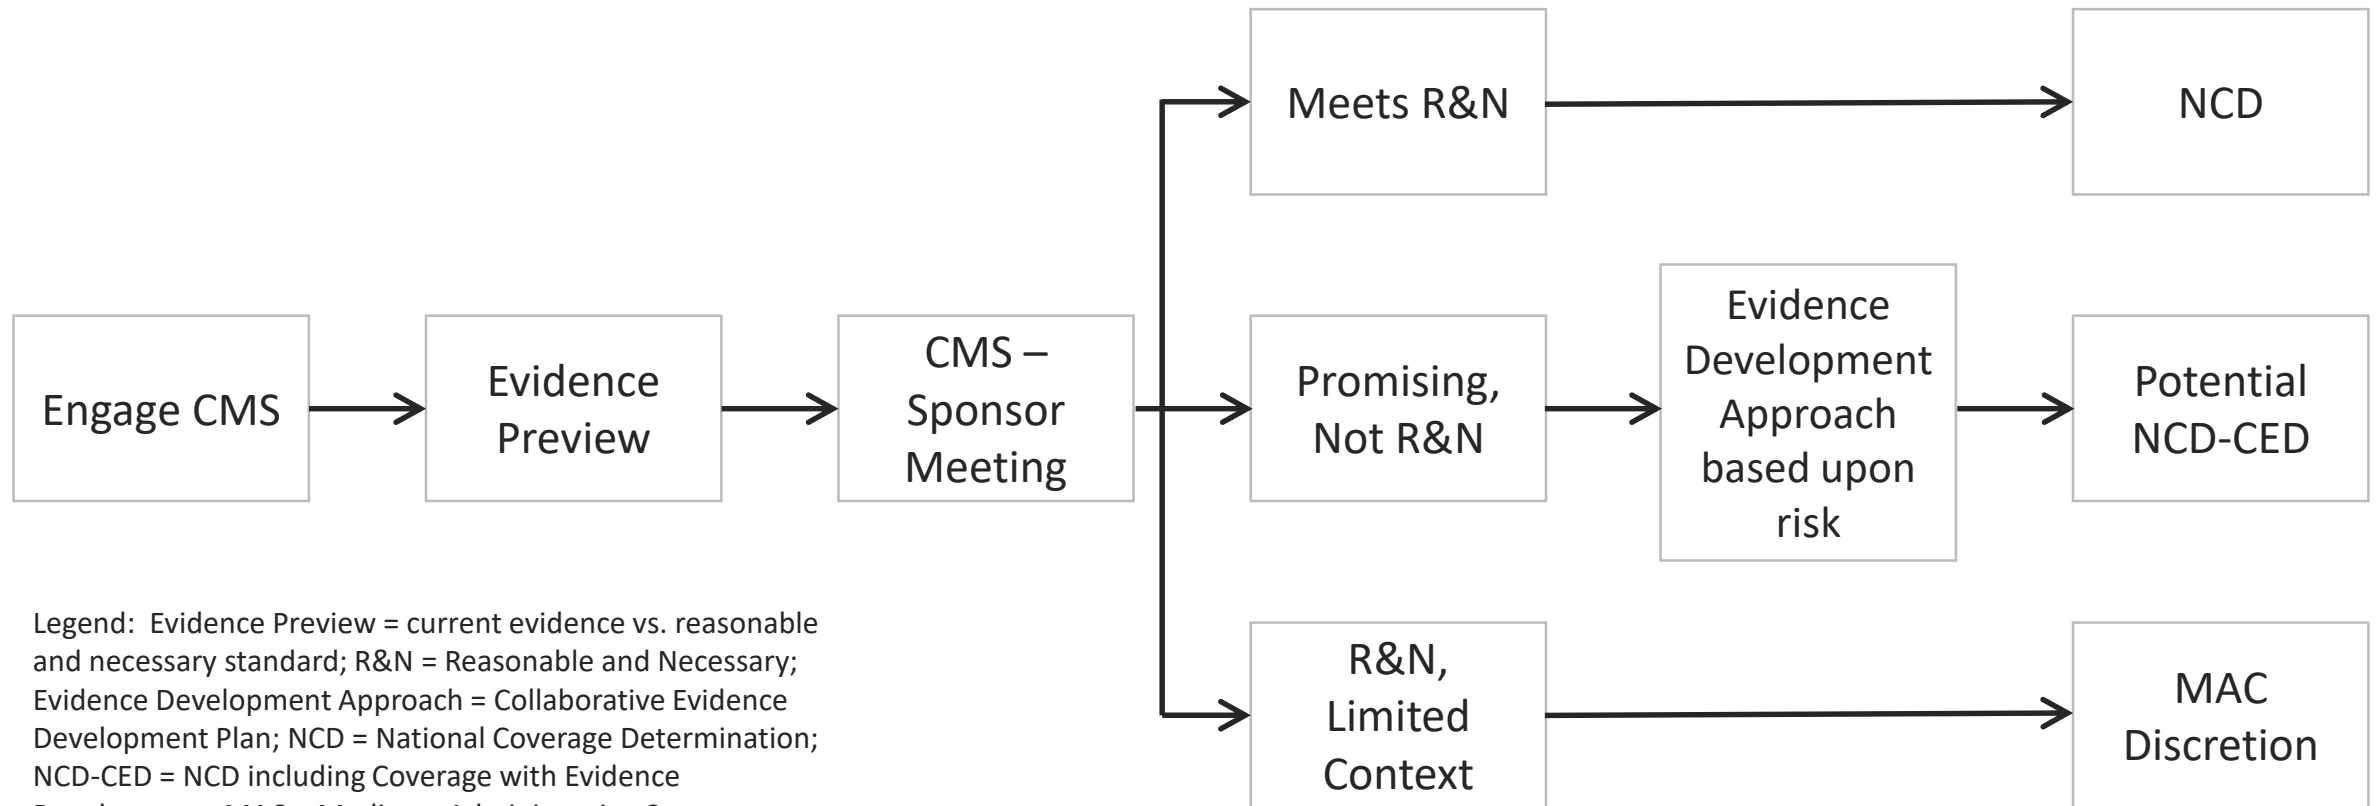 Meets R&N
NCD
Engage CMS
Evidence
Preview
CMS –
Sponsor
Meeting
Promising,
Not R&N
Evidence
Development
Approach
based upon
risk
Potential
NCD-CED
R&N,
Limited
Context
MAC
Discretion
Legend:  Evidence Preview = current evidence vs. reasonable
and necessary standard; R&N = Reasonable and Necessary;
Evidence Development Approach = Collaborative Evidence
Development Plan; NCD = National Coverage Determination;
NCD-CED = NCD including Coverage with Evidence